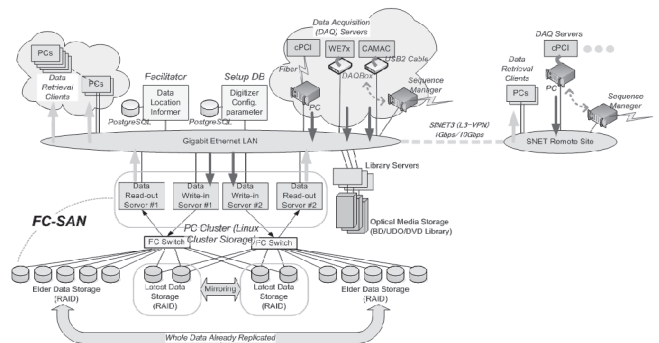 Data Acquisition
(DAQ) Servers
cPCI
WE7x
CAMAC
USB2 Cable
Fiber
DAQBox
PC
Sequence
Manager
PCs
Data
Retrieval
Clients
PCs
Facilitator
Data
Location
Informer
PostgreSQL
Setup DB
Digitizer
Config.
parameter
PostgreSQL
DAQ Servers
cPCI
Data
Retrieval
Clients
PCs
PC
Sequence
Manager
Gigabit Ethernet LAN
SINET3 (L3-VPN)
1Gbps/10Gbps
SNET Remote Site
Library Servers
Optical Media Storage
(BD/UDO/DVD Library)
Data
Read-out
Server #1
Data
Write-in
Server #1
Data
Write-in
Server #2
Data
Read-out
Server #2
FC-SAN
PC Cluster (Linux
Cluster Storage)
FC Switch
FC Switch
Elder Data Storage
(RAID)
Latest Data
Storage
(RAID)
Mirroring
Latest Data
Storage
(RAID)
Elder Data Storage
(RAID)
Whole Data Already Replicated